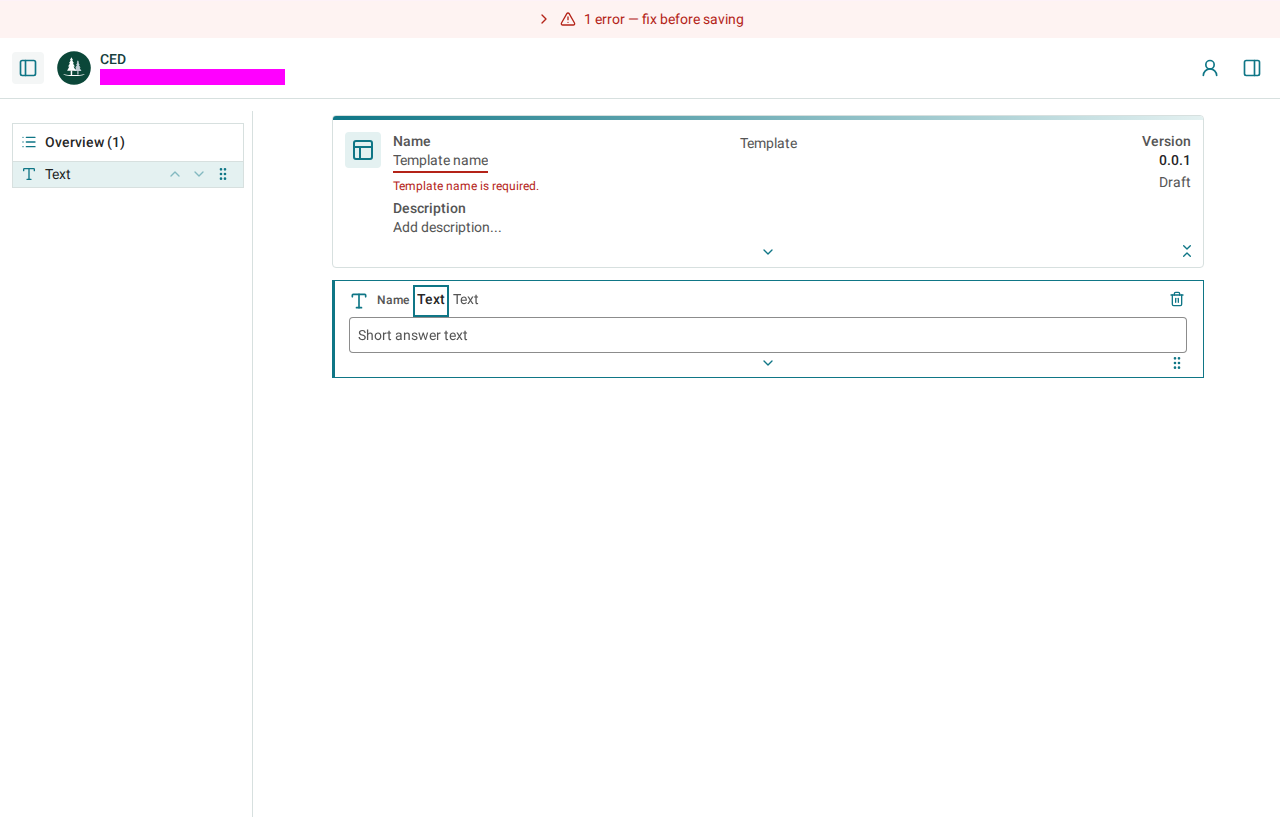 1 error — fix before saving
CED
Overview (1)
Text
Name
Template name
Template name is required.
Description
Add description...
Template
Version
0.0.1
Draft
Name Text Text
Short answer text